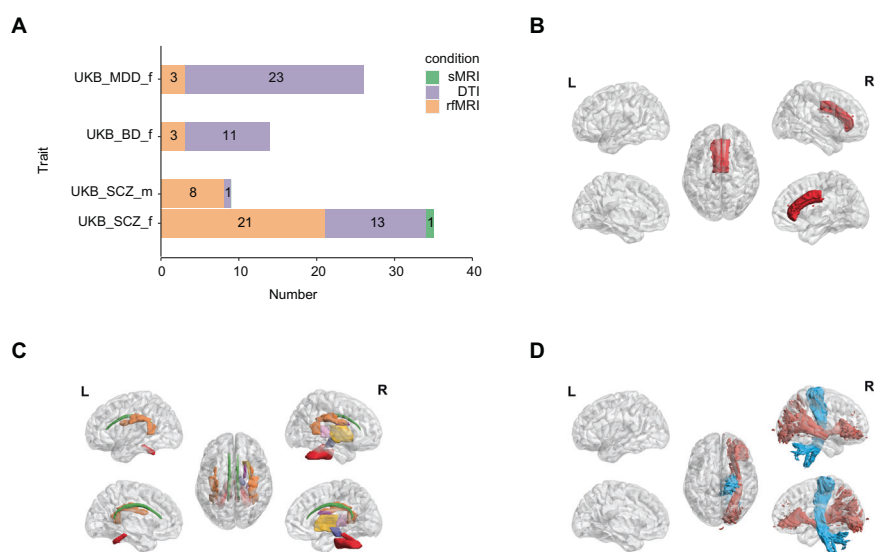 A
condition
sMRI
DTI
rfMRI
UKB_MDD_f
3
23
UKB_BD_f
3
11
UKB_SCZ_m
8
1
UKB_SCZ_f
21
13
1
Trait
0
10
20
30
40
Number
B
L
R
C
L
R
D
L
R